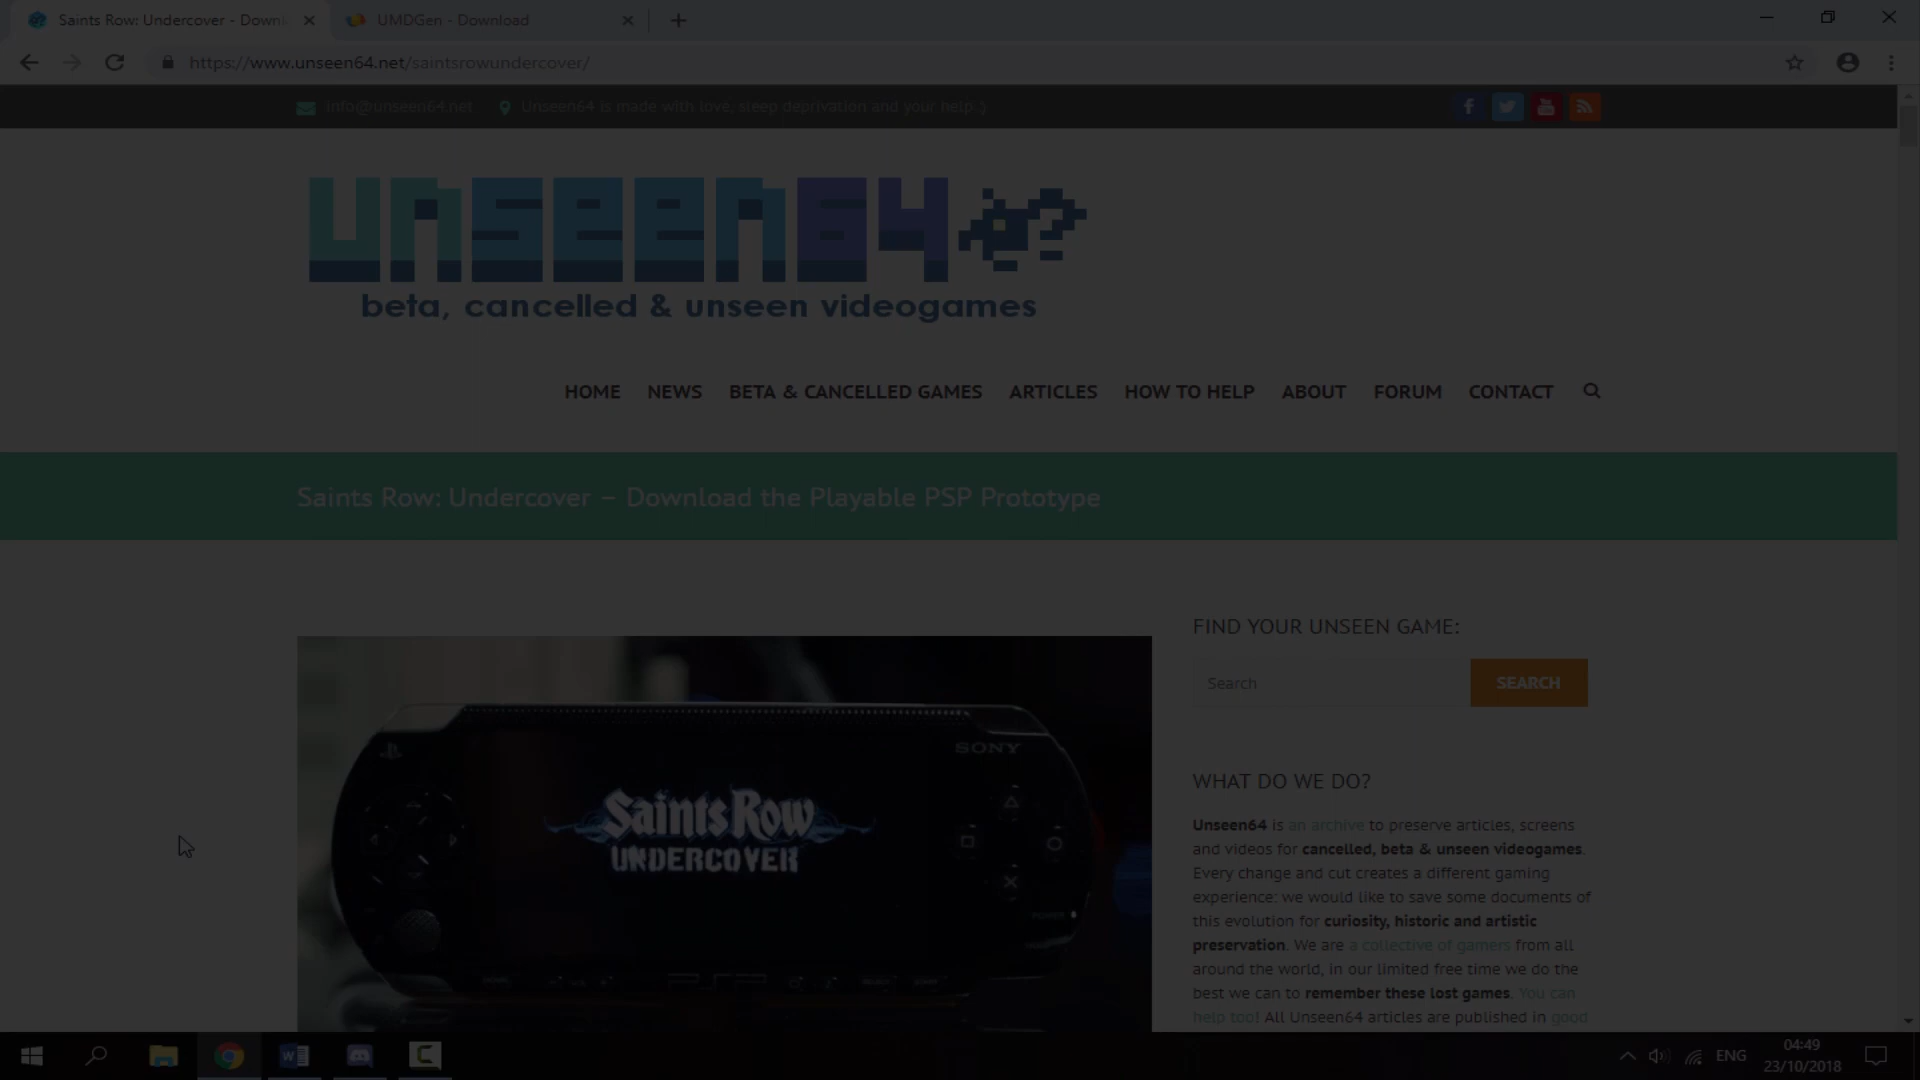 Saints Row: Undercover - Downl
UMDGen - Download
https://www.unseen64.net/saintsrowundercover/
info@unseen64.net
Unseen64 is made with love, sleep deprivation and your help :)
unseen64
beta, cancelled & unseen videogames
HOME NEWS BETA & CANCELLED GAMES ARTICLES HOW TO HELP ABOUT FORUM CONTACT
Saints Row: Undercover – Download the Playable PSP Prototype
SONY
Saints Row
UNDERCOVER
POWER
HOME
SELECT START
FIND YOUR UNSEEN GAME:
Search
SEARCH
WHAT DO WE DO?
Unseen64 is an archive to preserve articles, screens
and videos for cancelled, beta & unseen videogames.
Every change and cut creates a different gaming
experience: we would like to save some documents of
this evolution for curiosity, historic and artistic
preservation. We are a collective of gamers from all
around the world, in our limited free time we do the
best we can to remember these lost games. You can
help too! All Unseen64 articles are published in good
ENG
04:49
23/10/2018